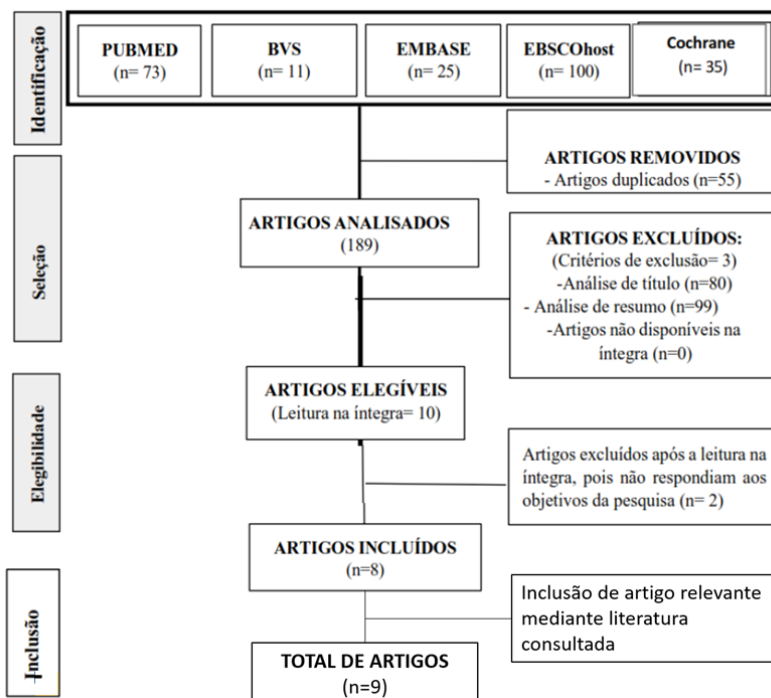 Identificação
PUBMED
(n= 73)
BVS
(n= 11)
EMBASE
(n= 25)
EBSCOhost
(n= 100)
Cochrane
(n= 35)
ARTIGOS REMOVIDOS
- Artigos duplicados (n=55)
Seleção
ARTIGOS ANALISADOS
(189)
ARTIGOS EXCLUÍDOS:
(Critérios de exclusão= 3)
-Análise de título (n=80)
- Análise de resumo (n=99)
-Artigos não disponíveis na
íntegra (n=0)
Elegibilidade
ARTIGOS ELEGÍVEIS
(Leitura na íntegra= 10)
Artigos excluídos após a leitura na
íntegra, pois não respondiam aos
objetivos da pesquisa (n= 2)
ARTIGOS INCLUÍDOS
(n=8)
Inclusão
Inclusão de artigo relevante
mediante literatura
consultada
TOTAL DE ARTIGOS
(n=9)